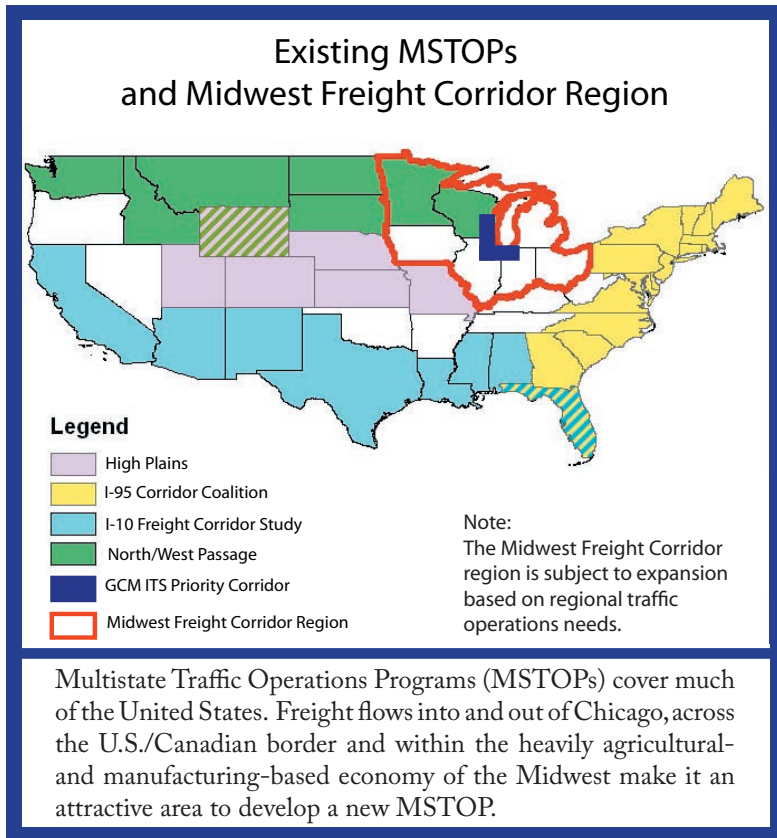 Existing MSTOPs
and Midwest Freight Corridor Region
Legend
High Plains
I-95 Corridor Coalition
I-10 Freight Corridor Study
North/West Passage
GCM ITS Priority Corridor
Midwest Freight Corridor Region
Note:
The Midwest Freight Corridor
region is subject to expansion
based on regional traffic
operations needs.
Multistate Traffic Operations Programs (MSTOPs) cover much
of the United States. Freight flows into and out of Chicago, across
the U.S./Canadian border and within the heavily agricultural-
and manufacturing-based economy of the Midwest make it an
attractive area to develop a new MSTOP.